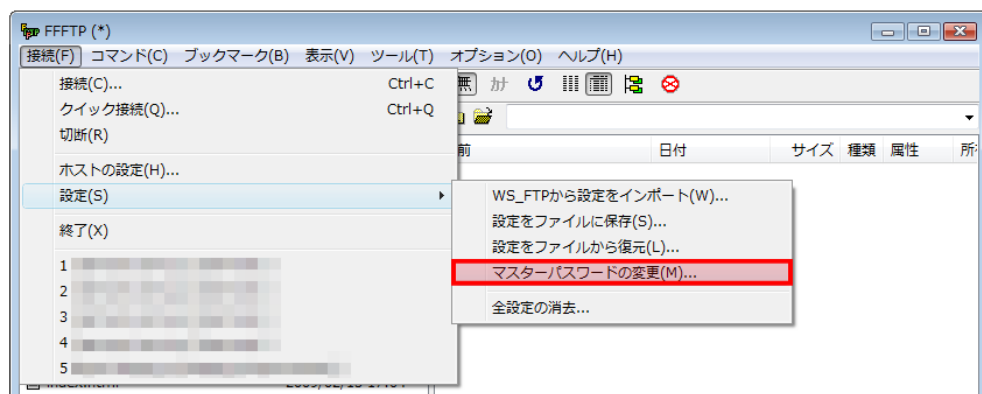 FFFTP (*)
接続(F) コマンド(C) ブックマーク(B) 表示(V) ツール(T) オプション(O) ヘルプ(H)
接続(C)... Ctrl+C
クイック接続(Q)... Ctrl+Q
切断(R)
ホストの設定(H)...
設定(S)
終了(X)
1
2
3
4
5
無
日付 サイズ 種類 属性
WS_FTPから設定をインポート(W)...
設定をファイルに保存(S)...
設定をファイルから復元(L)...
マスターパスワードの変更(M)...
全設定の消去...